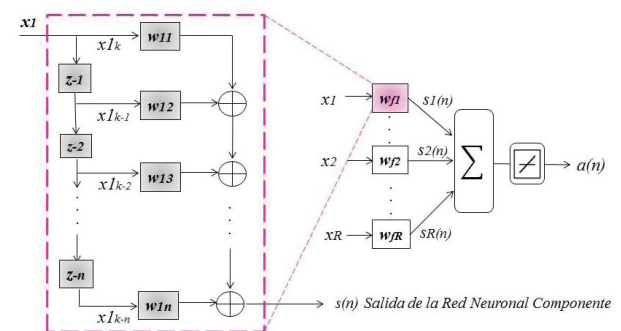 x1
x1k
w11
z-1
x1k-1
w12
z-2
x1k-2
w13
z-n
x1k-n
w1n
s(n) Salida de la Red Neuronal Componente
x1
wf1
s1(n)
x2
wf2
s2(n)
xR
wfR
sR(n)
Σ
a(n)